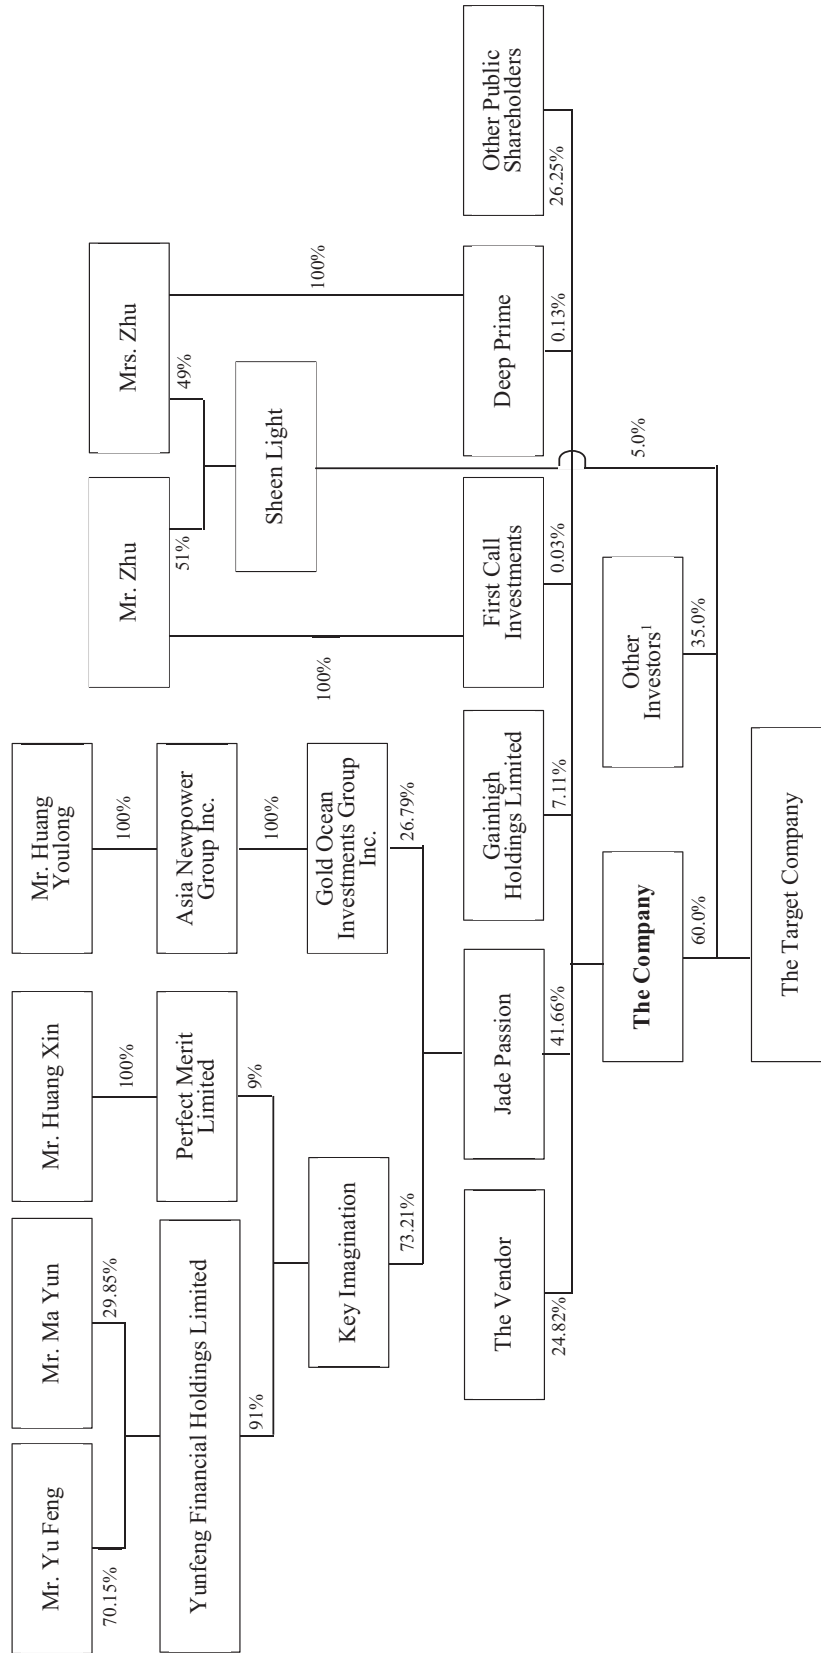 Mr. Yu Feng
Mr. Ma Yun
Mr. Huang Xin
Mr. Huang
Youlong
70.15%
29.85%
100%
100%
Mr. Zhu
Mrs. Zhu
Yunfeng Financial Holdings Limited
Perfect Merit
Limited
Asia Newpower
Group Inc.
51%
49%
91%
9%
100%
Sheen Light
100%
100%
Key Imagination
Gold Ocean
Investments Group
Inc.
73.21%
26.79%
The Vendor
Jade Passion
Gainhigh
Holdings Limited
First Call
Investments
Deep Prime
Other Public
Shareholders
24.82%
41.66%
7.11%
0.03%
0.13%
26.25%
The Company
Other
Investors1
60.0%
35.0%
5.0%
The Target Company